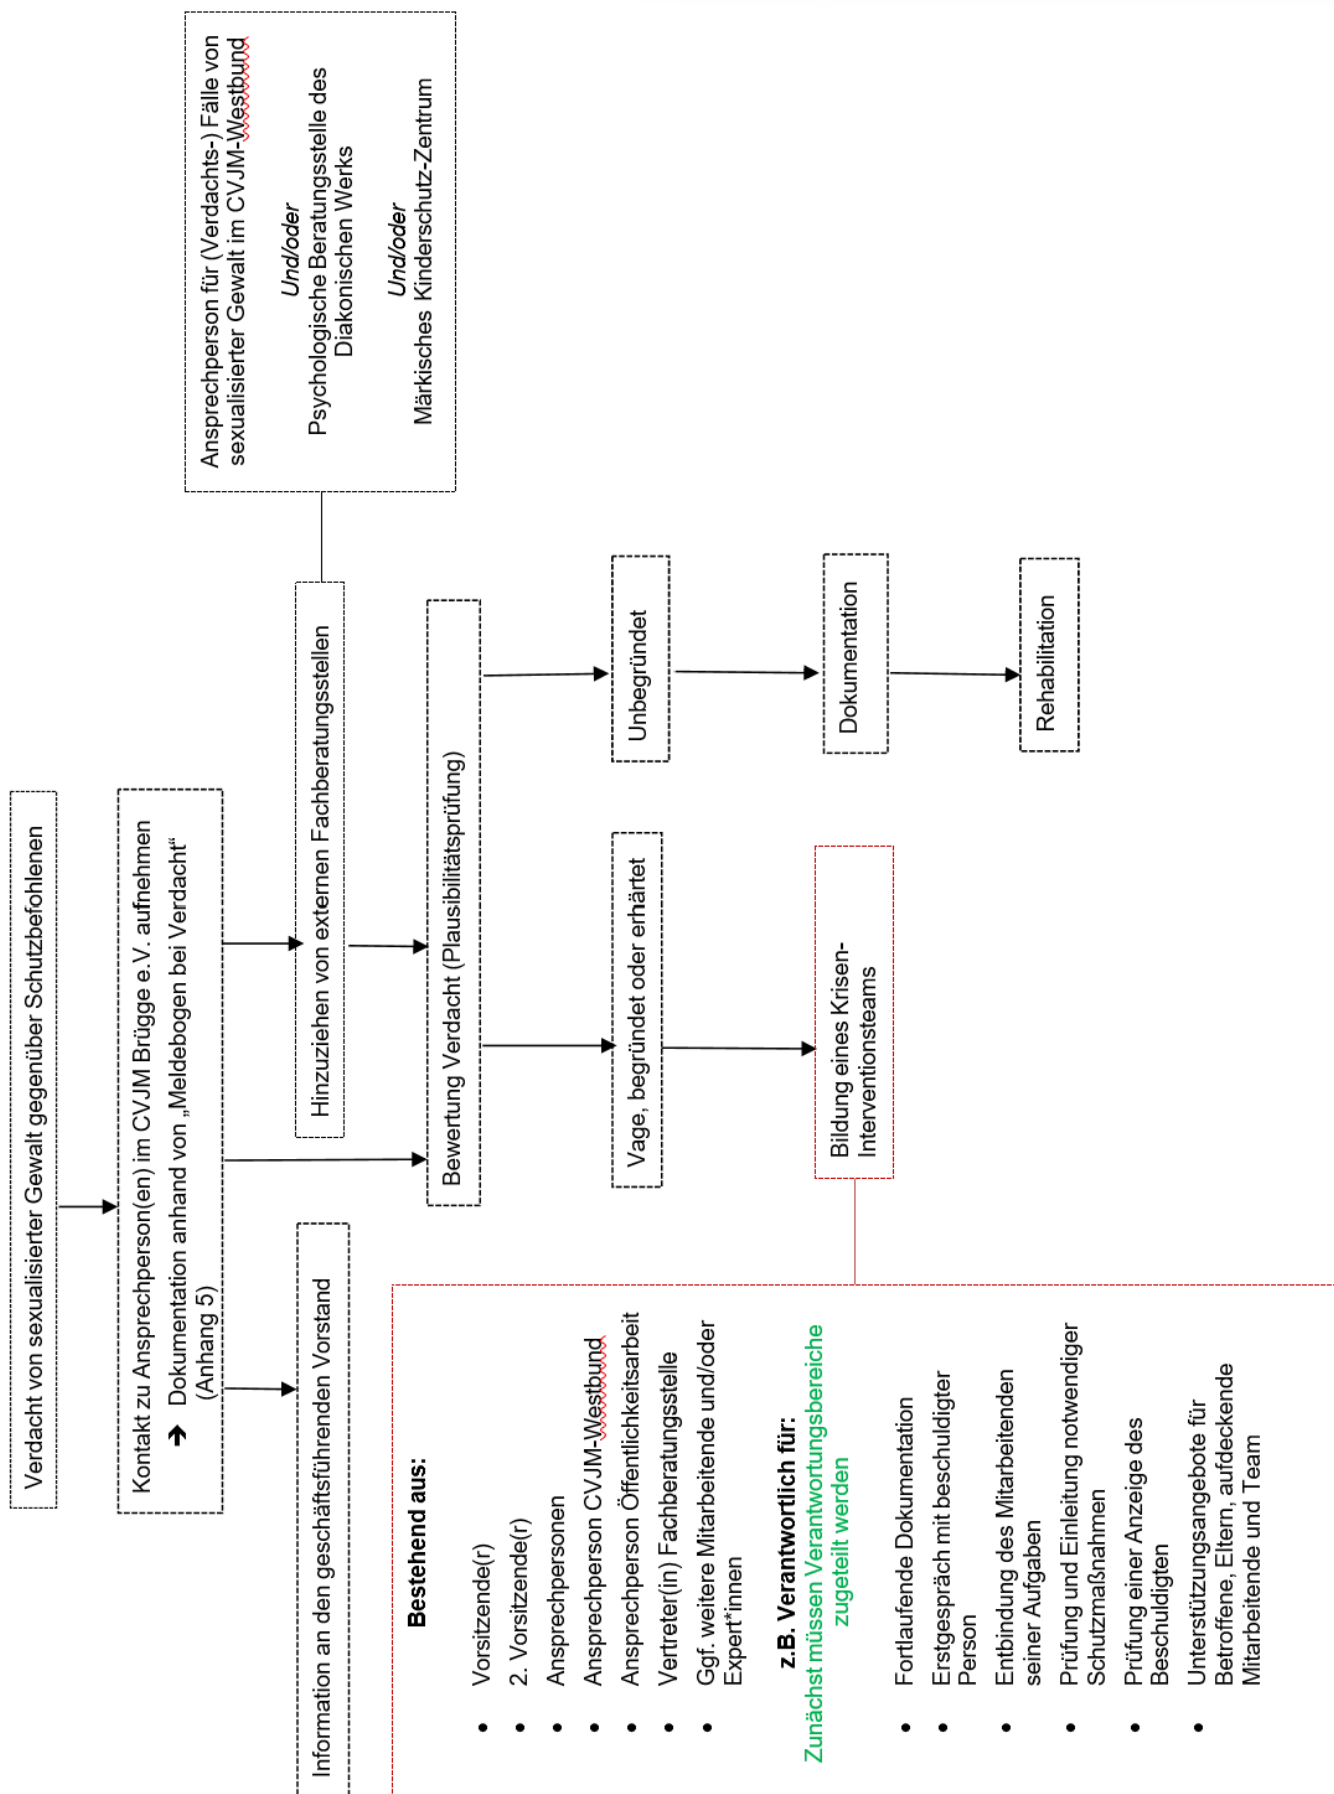 Verdacht von sexualisierter Gewalt gegenüber Schutzbefohlenen
Kontakt zu Ansprechperson(en) im CVJM Brügge e.V. aufnehmen
➔ Dokumentation anhand von „Meldebogen bei Verdacht“
(Anhang 5)
Information an den geschäftsführenden Vorstand
Hinzuziehen von externen Fachberatungsstellen
Ansprechperson für (Verdachts-) Fälle von
sexualisierter Gewalt im CVJM-Westbund
Und/oder
Psychologische Beratungsstelle des
Diakonischen Werks
Und/oder
Märkisches Kinderschutz-Zentrum
Bewertung Verdacht (Plausibilitätsprüfung)
Vage, begründet oder erhärtet
Unbegründet
Bildung eines Krisen-
Interventionsteams
Dokumentation
Rehabilitation
Bestehend aus:
• Vorsitzende(r)
• 2. Vorsitzende(r)
• Ansprechpersonen
• Ansprechperson CVJM-Westbund
• Ansprechperson Öffentlichkeitsarbeit
• Vertreter(in) Fachberatungsstelle
• Ggf. weitere Mitarbeitende und/oder
Expert*innen
z.B. Verantwortlich für:
Zunächst müssen Verantwortungsbereiche
zugeteilt werden
• Fortlaufende Dokumentation
• Erstgespräch mit beschuldigter
Person
• Entbindung des Mitarbeitenden
seiner Aufgaben
• Prüfung und Einleitung notwendiger
Schutzmaßnahmen
• Prüfung einer Anzeige des
Beschuldigten
• Unterstützungsangebote für
Betroffene, Eltern, aufdeckende
Mitarbeitende und Team